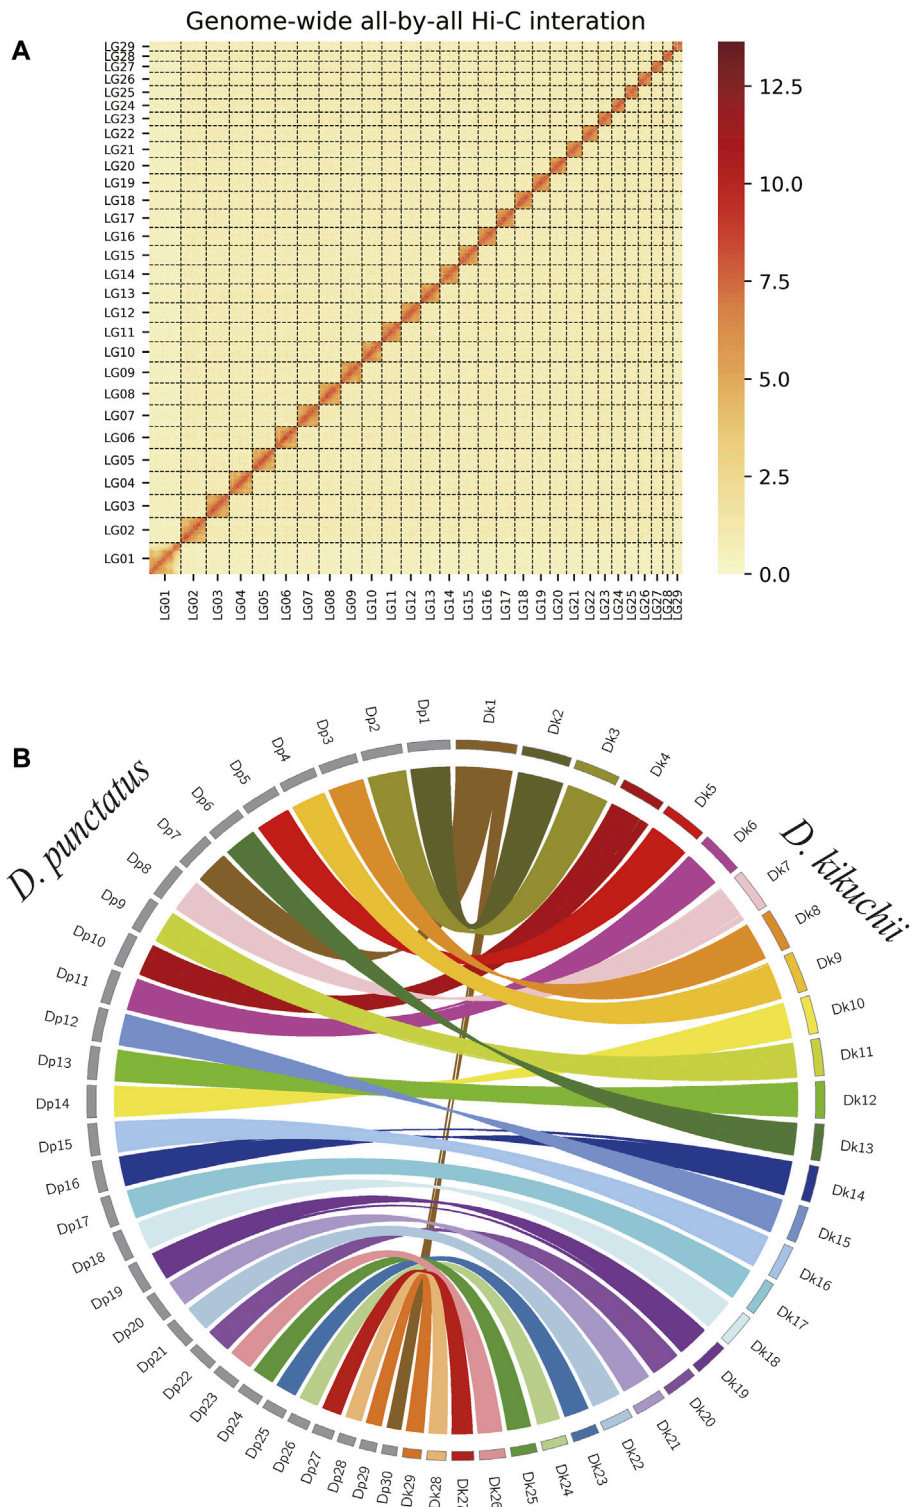 Genome-wide all-by-all Hi-C interation
A
LG29
LG28
LG27
LG26
LG25
LG24
LG23
LG22
LG21
LG20
LG19
LG18
LG17
LG16
LG15
LG14
LG13
LG12
LG11
LG10
LG09
LG08
LG07
LG06
LG05
LG04
LG03
LG02
LG01
LG01 LG02 LG03 LG04 LG05 LG06 LG07 LG08 LG09 LG10 LG11 LG12 LG13 LG14 LG15 LG16 LG17 LG18 LG19 LG20 LG21 LG22 LG23 LG24 LG25 LG26 LG27 LG28 LG29
12.5
10.0
7.5
5.0
2.5
0.0
B
D. punctatus
D. kikuchii
Dp1
Dp2
Dp3
Dp4
Dp5
Dp6
Dp7
Dp8
Dp9
Dp10
Dp11
Dp12
Dp13
Dp14
Dp15
Dp16
Dp17
Dp18
Dp19
Dp20
Dp21
Dp22
Dp23
Dp24
Dp25
Dp26
Dp27
Dp28
Dp29
Dp30
Dk1
Dk2
Dk3
Dk4
Dk5
Dk6
Dk7
Dk8
Dk9
Dk10
Dk11
Dk12
Dk13
Dk14
Dk15
Dk16
Dk17
Dk18
Dk19
Dk20
Dk21
Dk22
Dk23
Dk24
Dk25
Dk26
Dk27
Dk28
Dk29